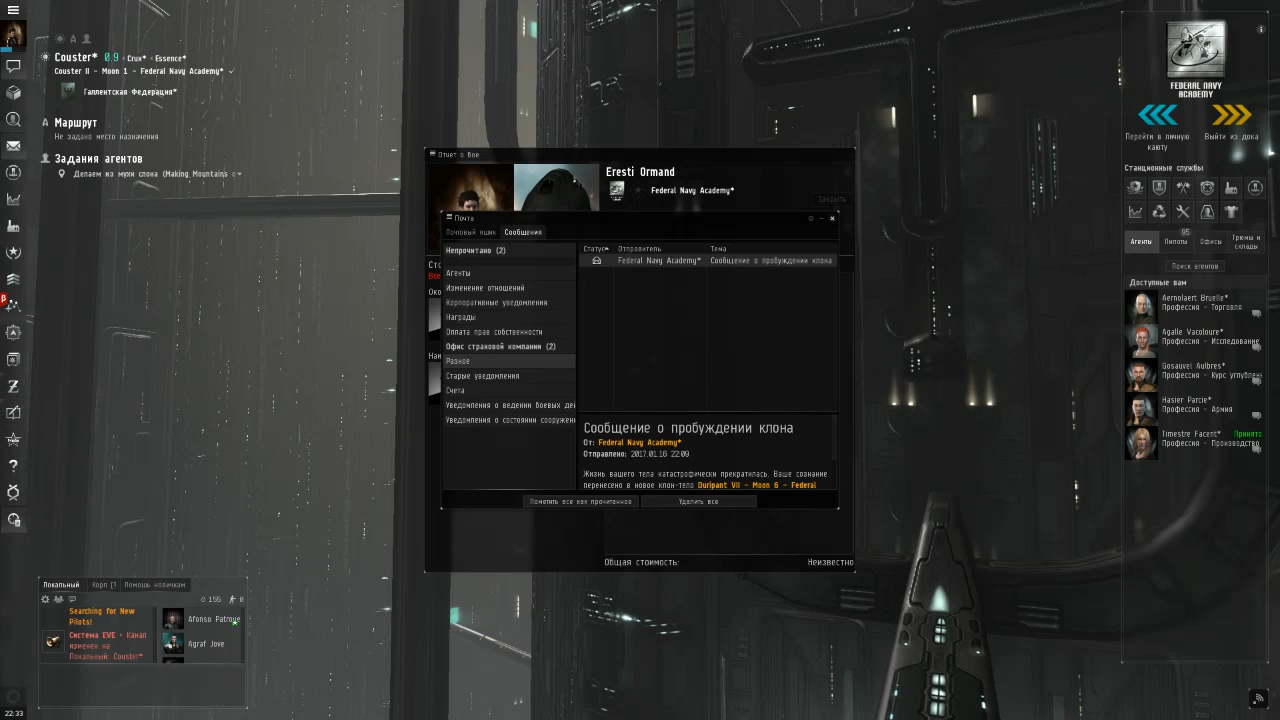 Couster* 0.9 < Crux* < Essence*
Couster II - Moon 1 - Federal Navy Academy*
Галлентская Федерация*
Маршрут
Не задано место назначения
Задания агентов
Делаем из мухи слона (Making Mountains
Отчет о Бое
Eresti Ormand
Federal Navy Academy*
Закрыть
Почта
Почтовый ящик Сообщения
Непрочитано (2)
Агенты
Изменение отношений
Корпоративные уведомления
Награды
Оплата прав собственности
Офис страховой компании (2)
Разное
Старые уведомления
Счета
Уведомления о ведении боевых дей
Уведомления о состоянии сооружен
Статус Отправитель Тема
Federal Navy Academy* Сообщение о пробуждении клона
Сообщение о пробуждении клона
От: Federal Navy Academy*
Отправлено: 2017.01.16 22:09
Жизнь вашего тела катастрофически прекратилась. Ваше сознание
перенесено в новое клон-тело Duripant VII - Moon 6 - Federal
Пометить все как прочитанное Удалить все
Общая стоимость: Неизвестно
FEDERAL NAVY
ACADEMY
Перейти в личную
каюту
Выйти из дока
Станционные службы
95
Агенты Пилоты Офисы Трюмы и
склады
Поиск агентов
Доступные вам
Aernolaert Bruelle*
Профессия - Торговля
Agalle Vacoloure*
Профессия - Исследование
Gosauvel Aulbres*
Профессия - Курс углублен
Hasier Parcie*
Профессия - Армия
Timestre Facent* Принято
Профессия - Производство
Локальный Корп Помощь новичкам
155 0
Searching for New
Pilots!
Система EVE > Канал
изменен на
Локальный: Couster*
Afonso Patroue
Agraf Jove
22:33